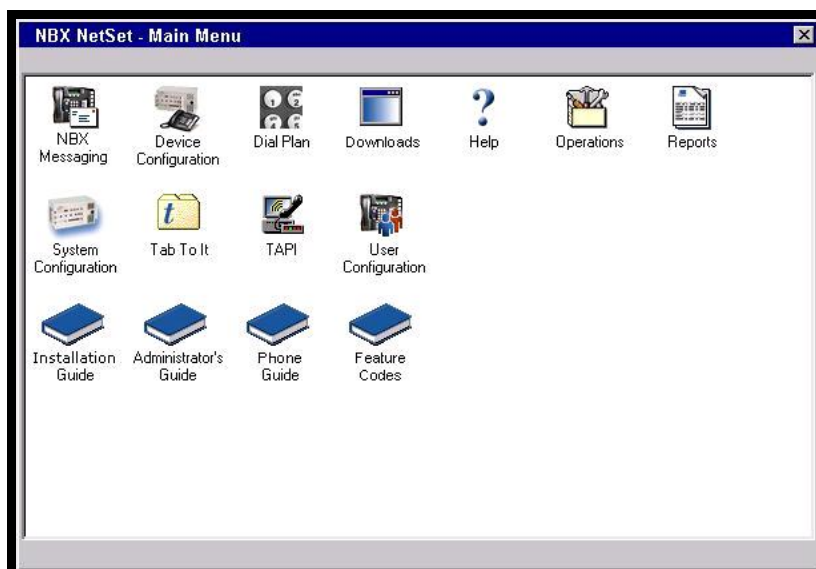 NBX NetSet - Main Menu
NBX
Messaging
Device
Configuration
Dial Plan
Downloads
Help
Operations
Reports
System
Configuration
Tab To It
TAPI
User
Configuration
Installation
Guide
Administrator's
Guide
Phone
Guide
Feature
Codes